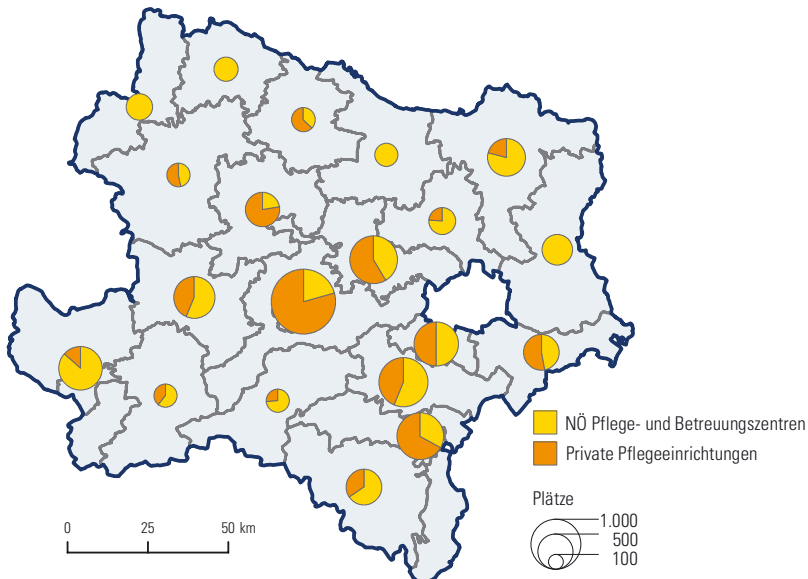 NÖ Pflege- und Betreuungszentren
Private Pflegeeinrichtungen
Plätze
1.000
500
100
0 25 50 km